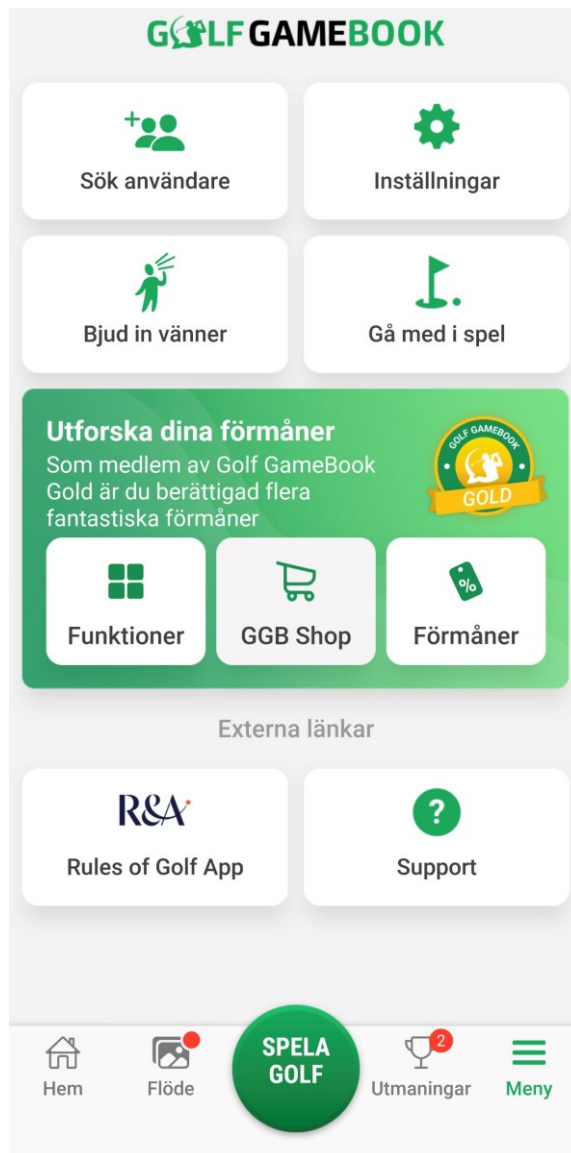 GOLF GAMEBOOK
Sök användare
Inställningar
Bjud in vänner
Gå med i spel
Utforska dina förmåner
Som medlem av Golf GameBook
Gold är du berättigad flera
fantastiska förmåner
GOLF GAMEBOOK
GOLD
%
Funktioner
GGB Shop
Förmåner
Externa länkar
R&A
?
Rules of Golf App
Support
SPELA
GOLF
2
Hem
Flöde
Utmaningar
Meny